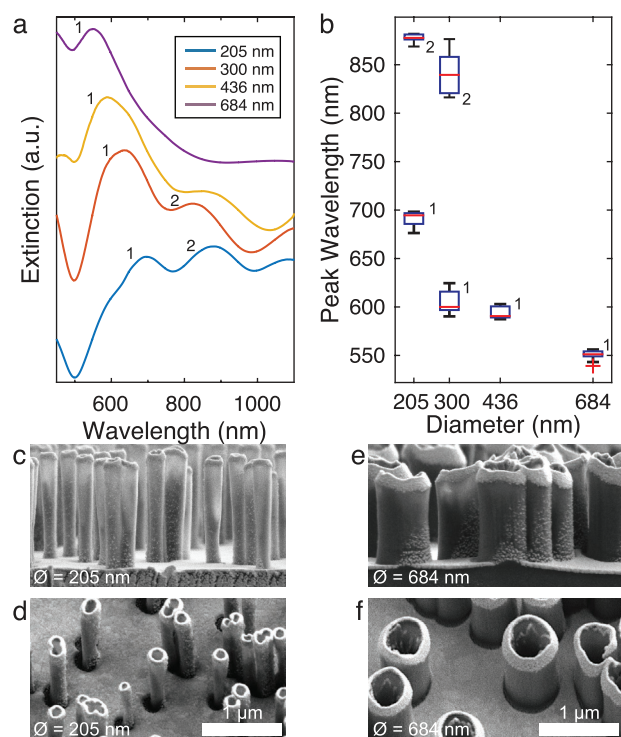 a
Extinction (a.u.)
1
1
1
2
1
2
205 nm
300 nm
436 nm
684 nm
600 800 1000
Wavelength (nm)
b
Peak Wavelength (nm)
850
800
700
650
600
550
2
2
1
1
1
1
205 300 436 684
Diameter (nm)
c
Ø = 205 nm
d
Ø = 205 nm
1 µm
e
Ø = 684 nm
f
Ø = 684 nm
1 µm